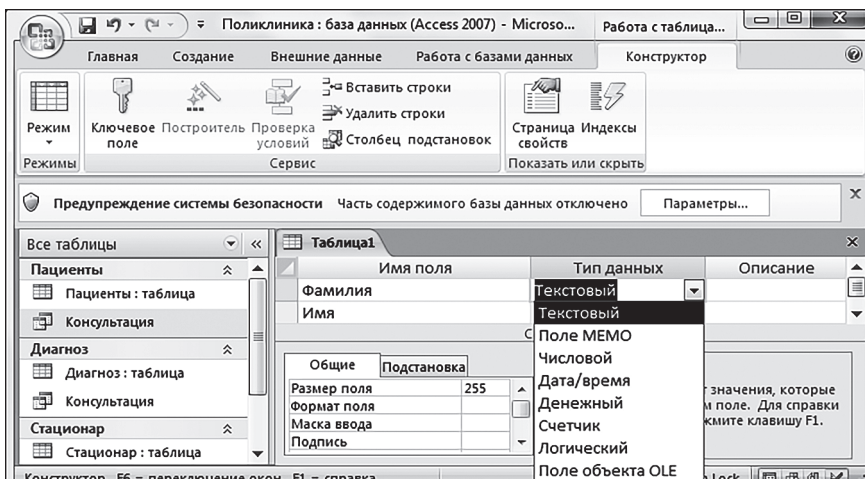 Поликлиника : база данных (Access 2007) - Microso...
Работа с таблица...
Главная Создание Внешние данные Работа с базами данных Конструктор
Режим
Ключевое поле
Построитель
Проверка условий
Вставить строки
Удалить строки
Столбец подстановок
Страница свойств
Индексы
Режимы Сервис Показать или скрыть
Предупреждение системы безопасности Часть содержимого базы данных отключено Параметры...
Все таблицы
Пациенты
Пациенты : таблица
Консультация
Диагноз
Диагноз : таблица
Консультация
Стационар
Стационар : таблица
Таблица1
Имя поля Тип данных Описание
Фамилия Текстовый
Имя
Текстовый
Поле МЕМО
Числовой
Дата/время
Денежный
Счетчик
Логический
Поле объекта OLE
Общие Подстановка
Размер поля 255
Формат поля
Маска ввода
Подпись
значения, которые
м поле. Для справки
жмите клавишу F1.
Конструктор F6 = переключение окон F1 = справка
Lock